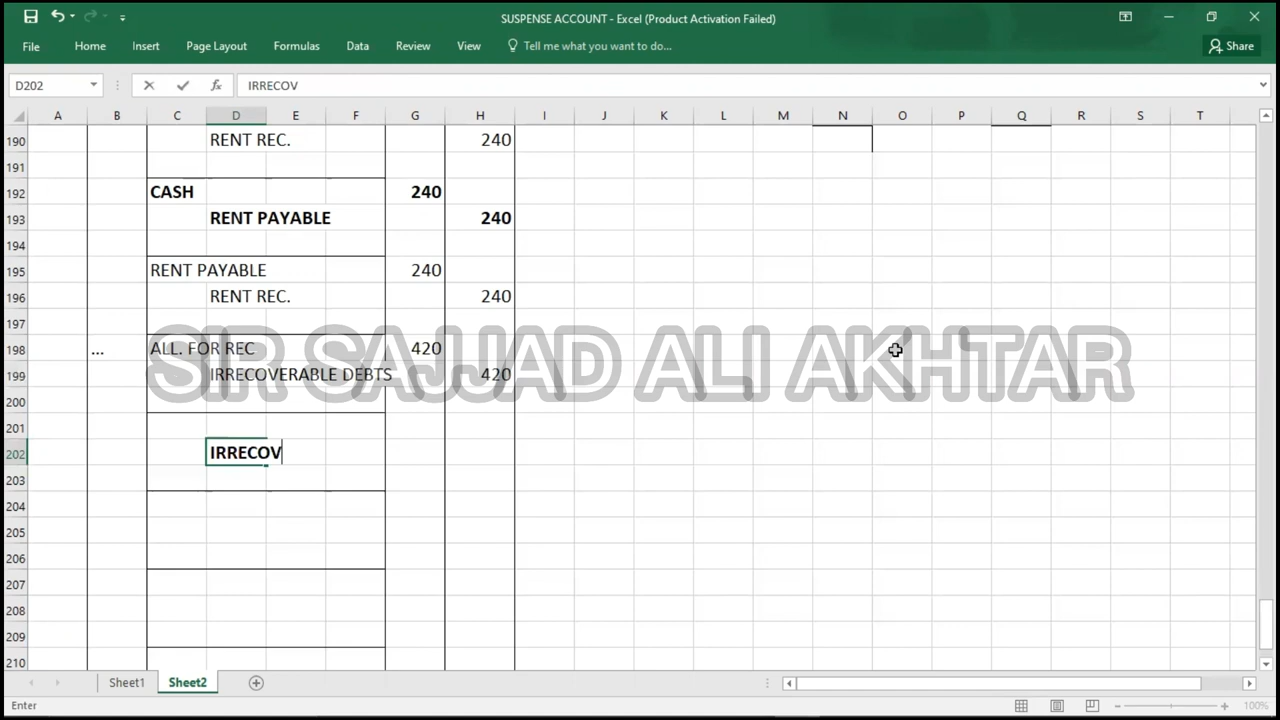 SUSPENSE ACCOUNT - Excel (Product Activation Failed)
File Home Insert Page Layout Formulas Data Review View Tell me what you want to do... Share
D202 fx IRRECOV
A B C D E F G H I J K L M N O P Q R S T
190 RENT REC. 240
191
192 CASH 240
193 RENT PAYABLE 240
194
195 RENT PAYABLE 240
196 RENT REC. 240
197
198 ... ALL. FOR REC 420
SIR SAJJAD ALI AKHTAR
199 IRRECOVERABLE DEBTS 420
200
201
202 IRRECOV
203
204
205
206
207
208
209
210
Sheet1 Sheet2
Enter 100%